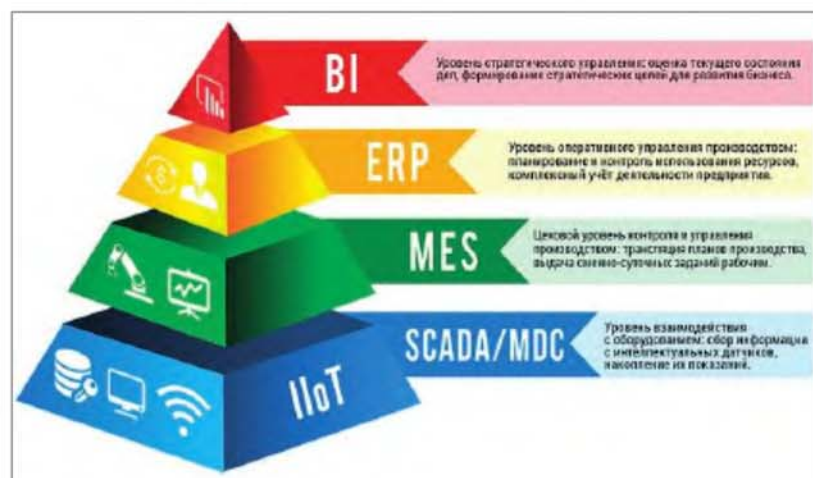 BI
Уровень стратегического управления: оценка текущего состояния
дел, формирование стратегических целей для развития бизнеса.
ERP
Уровень оперативного управления производством:
планирование и контроль использования ресурсов,
комплексный учёт деятельности предприятия.
MES
Цеховой уровень контроля и управления
производством: трансляция планов производства,
выдача сменно-суточных заданий рабочим.
SCADA/MDC
Уровень взаимодействия
с оборудованием: сбор информации
с интеллектуальных датчиков,
накопление их показаний.
IIoT